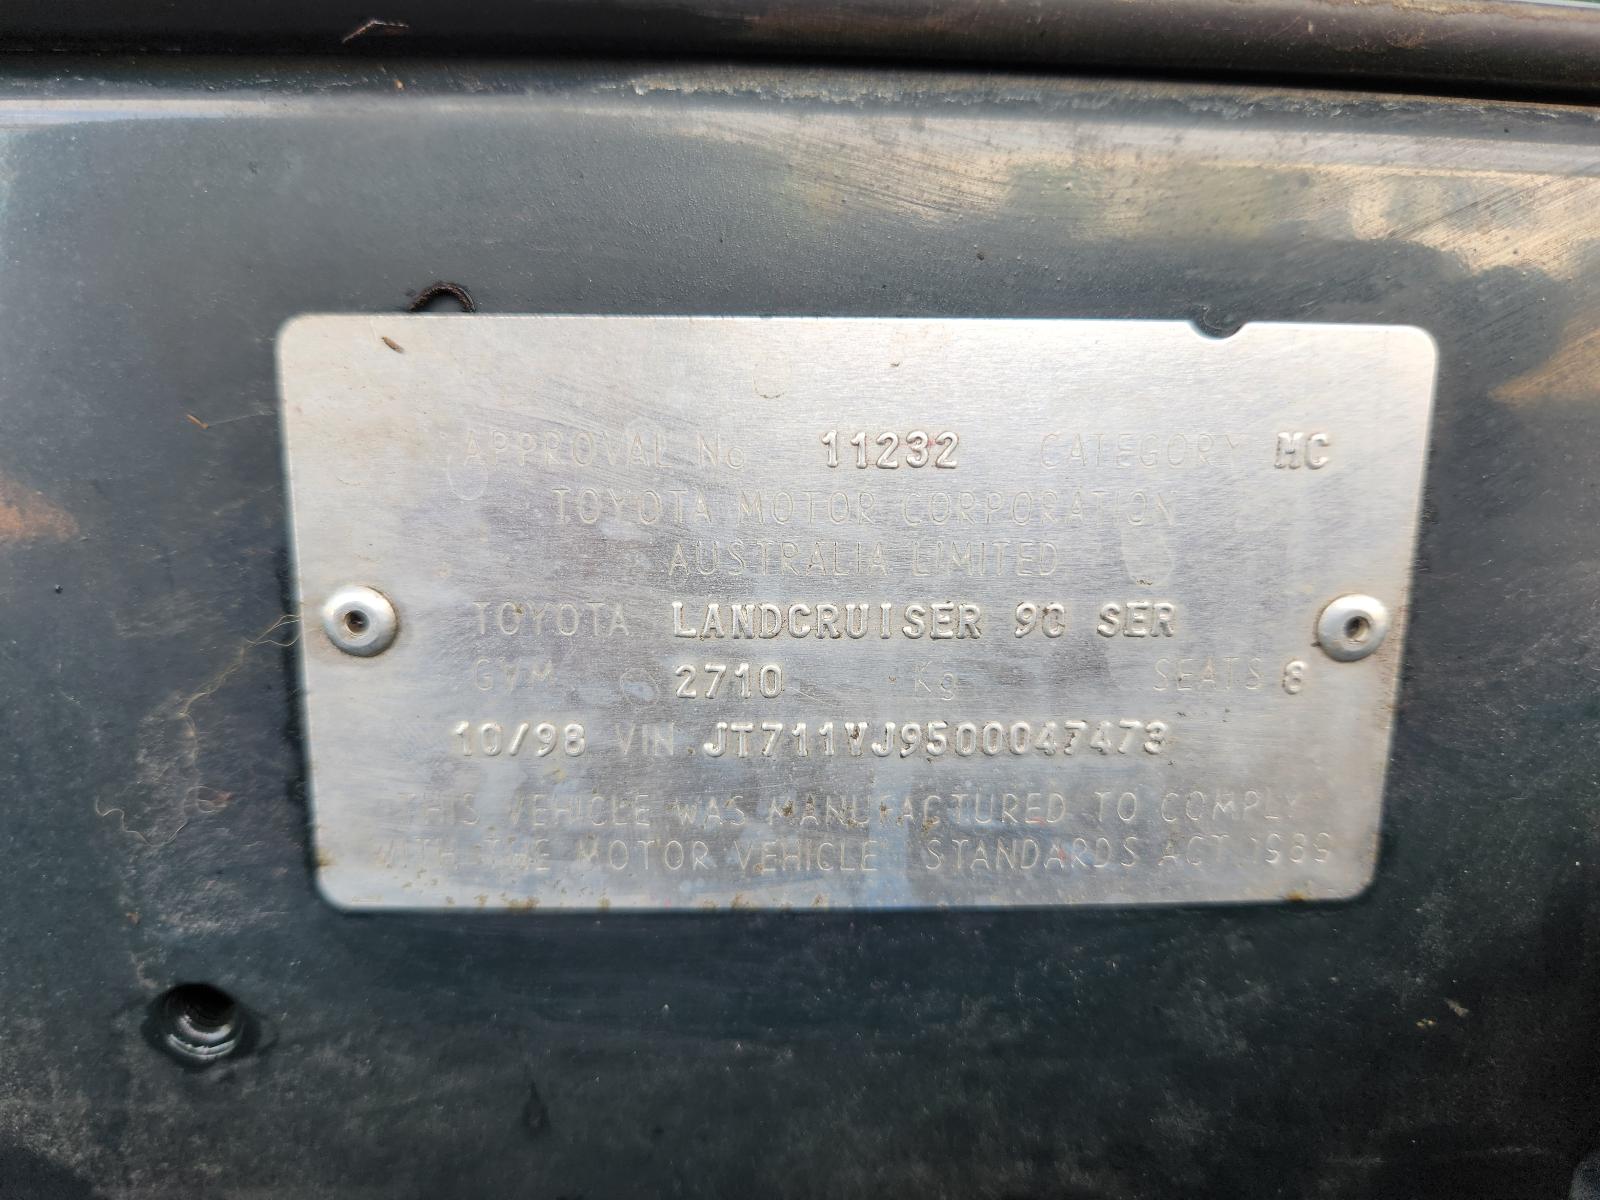 APPROVAL No 11232 CATEGORY MC
TOYOTA MOTOR CORPORATION
AUSTRALIA LIMITED
TOYOTA LANDCRUISER 90 SER
GVM 2710 Kg SEATS 8
10/98 VIN JT711VJ9500047473
THIS VEHICLE WAS MANUFACTURED TO COMPLY
WITH THE MOTOR VEHICLE STANDARDS ACT 1989